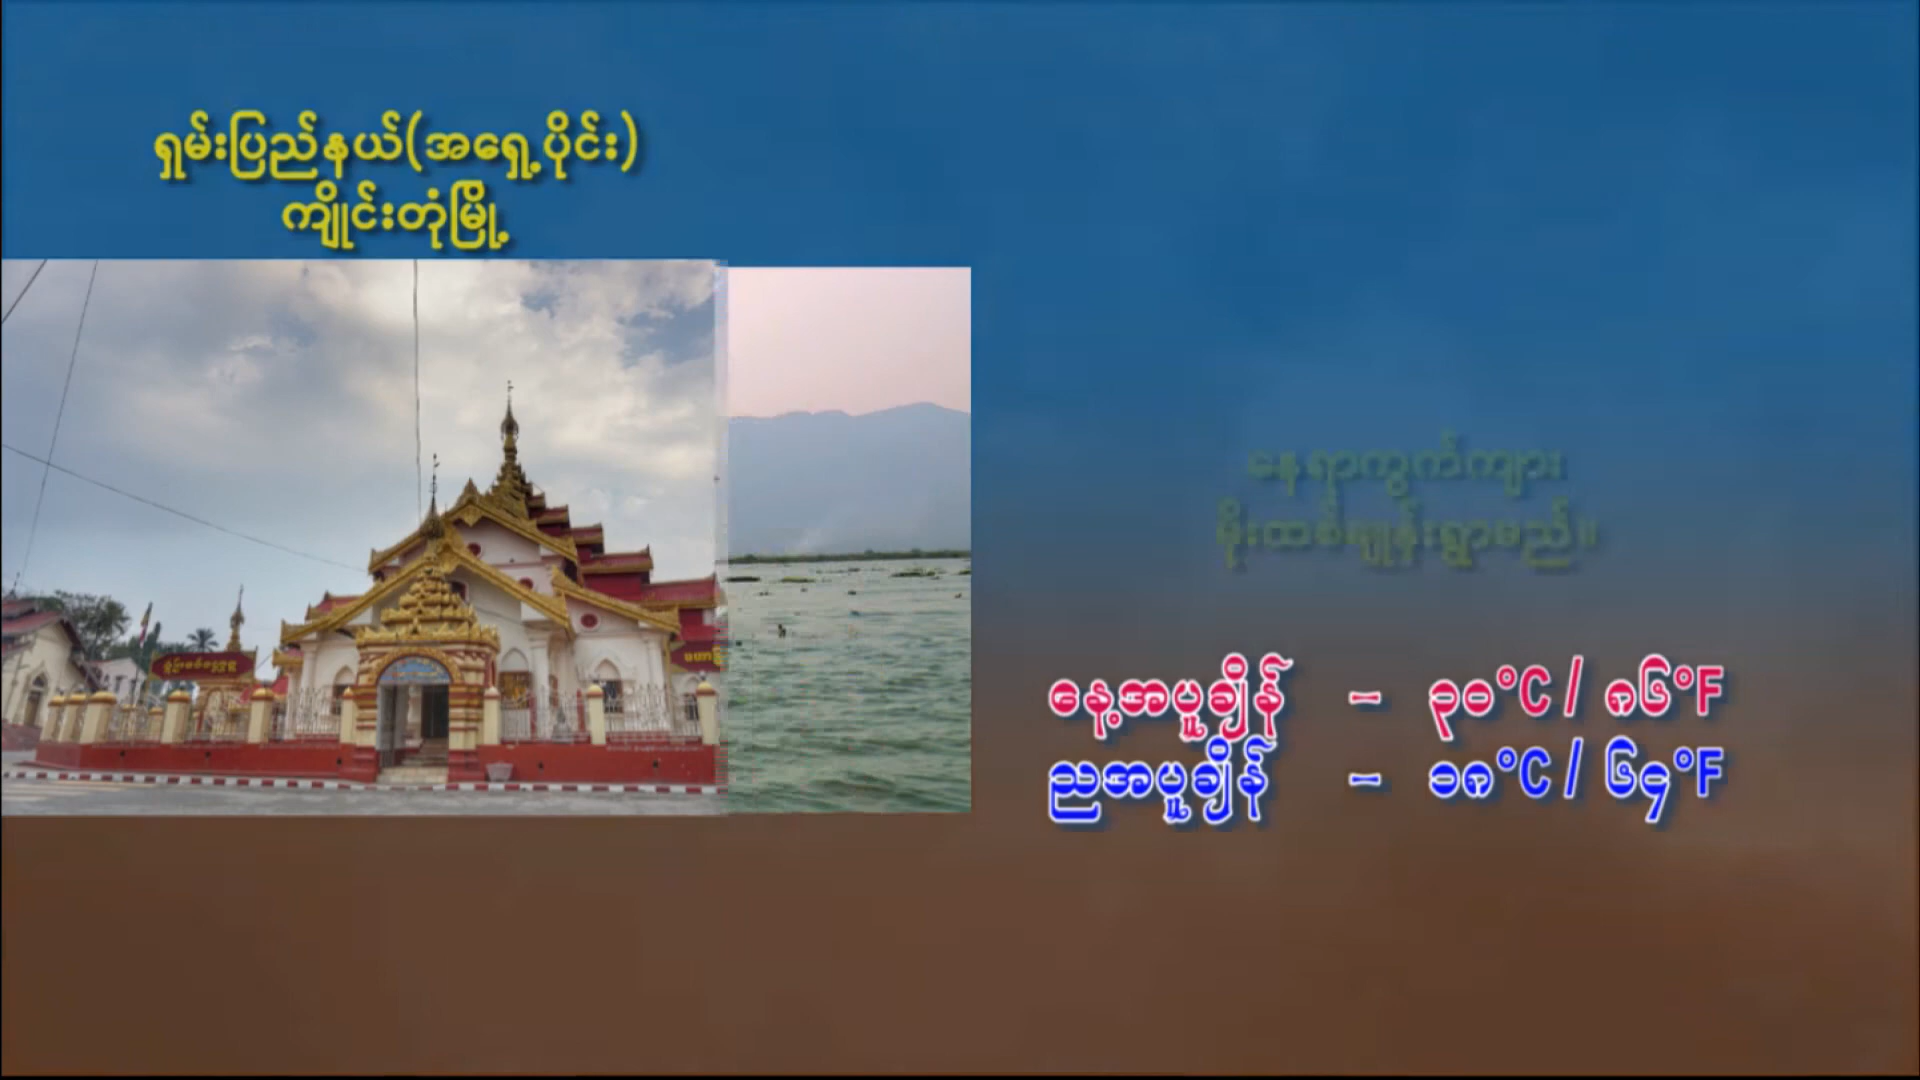 ရှမ်းပြည်နယ်(အရှေ့ပိုင်း)
ကျိုင်းတုံမြို့
နေရာကွက်ကျား
မိုးထစ်ချုန်းရွာမည်။
နေ့အပူချိန် - ၃၀°C / ၈၆°F
ညအပူချိန် - ၁၈°C / ၆၄°F